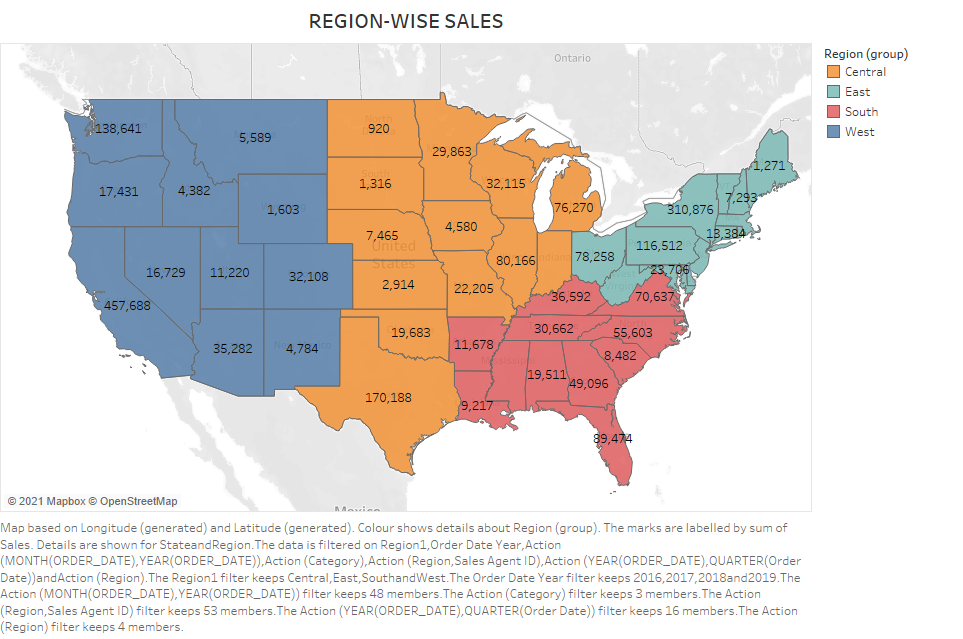 REGION-WISE SALES
Ontario
Region (group)
Central
East
South
West
138,641
5,589
920
29,863
1,271
17,431
4,382
1,316
32,115
7,293
1,603
76,270
310,876
7,465
4,580
13,384
United
States
116,512
16,729
11,220
32,108
80,166
78,258
23,706
2,914
22,205
36,592
70,637
457,688
19,683
30,662
55,603
35,282
4,784
11,678
8,482
19,511
49,096
170,188
9,217
89,474
© 2021 Mapbox © OpenStreetMap
Mexico
Map based on Longitude (generated) and Latitude (generated). Colour shows details about Region (group). The marks are labelled by sum of
Sales. Details are shown for StateandRegion.The data is filtered on Region1,Order Date Year,Action
(MONTH(ORDER_DATE),YEAR(ORDER_DATE)),Action (Category),Action (Region,Sales Agent ID),Action (YEAR(ORDER_DATE),QUARTER(Order
Date))andAction (Region).The Region1 filter keeps Central,East,SouthandWest.The Order Date Year filter keeps 2016,2017,2018and2019.The
Action (MONTH(ORDER_DATE),YEAR(ORDER_DATE)) filter keeps 48 members.The Action (Category) filter keeps 3 members.The Action
(Region,Sales Agent ID) filter keeps 53 members.The Action (YEAR(ORDER_DATE),QUARTER(Order Date)) filter keeps 16 members.The Action
(Region) filter keeps 4 members.